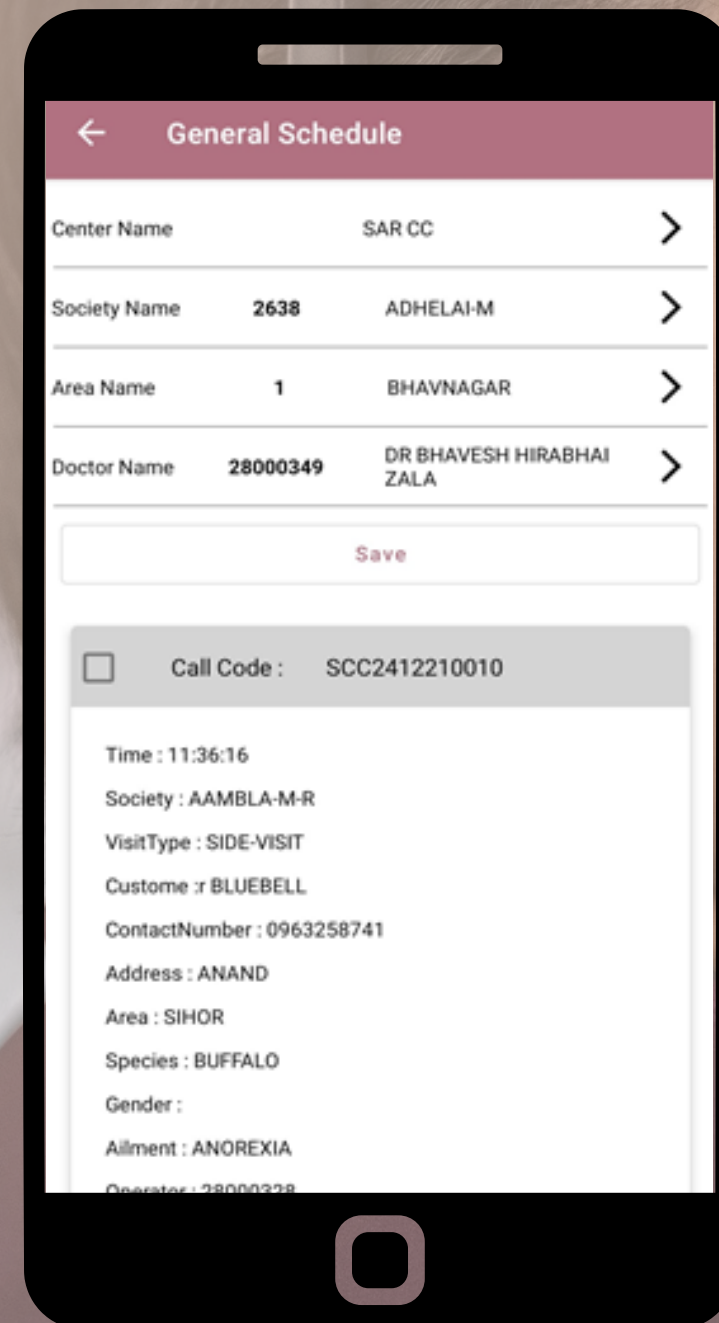 General Schedule
Center Name SAR CC
Society Name 2638 ADHELAI-M
Area Name 1 BHAVNAGAR
Doctor Name 28000349 DR BHAVESH HIRABHAI
ZALA
Save
Call Code : SCC2412210010
Time : 11:36:16
Society : AAMBLA-M-R
VisitType : SIDE-VISIT
Custome :r BLUEBELL
ContactNumber : 0963258741
Address : ANAND
Area : SIHOR
Species : BUFFALO
Gender :
Ailment : ANOREXIA
Operator : 28000328